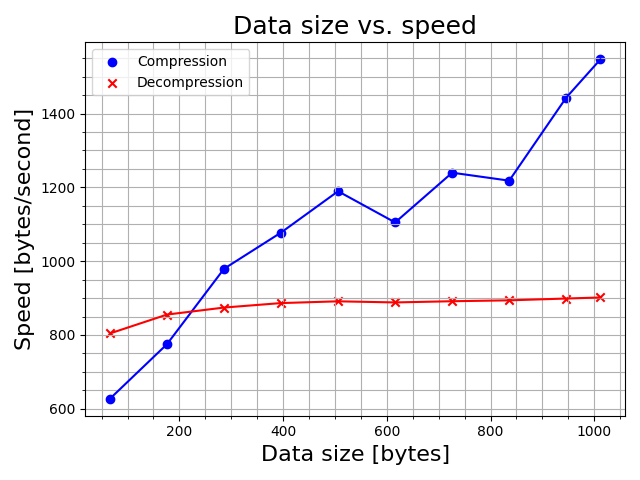 Data size vs. speed
Compression
Decompression
Speed [bytes/second]
1400
1200
1000
800
600
200 400 600 800 1000
Data size [bytes]